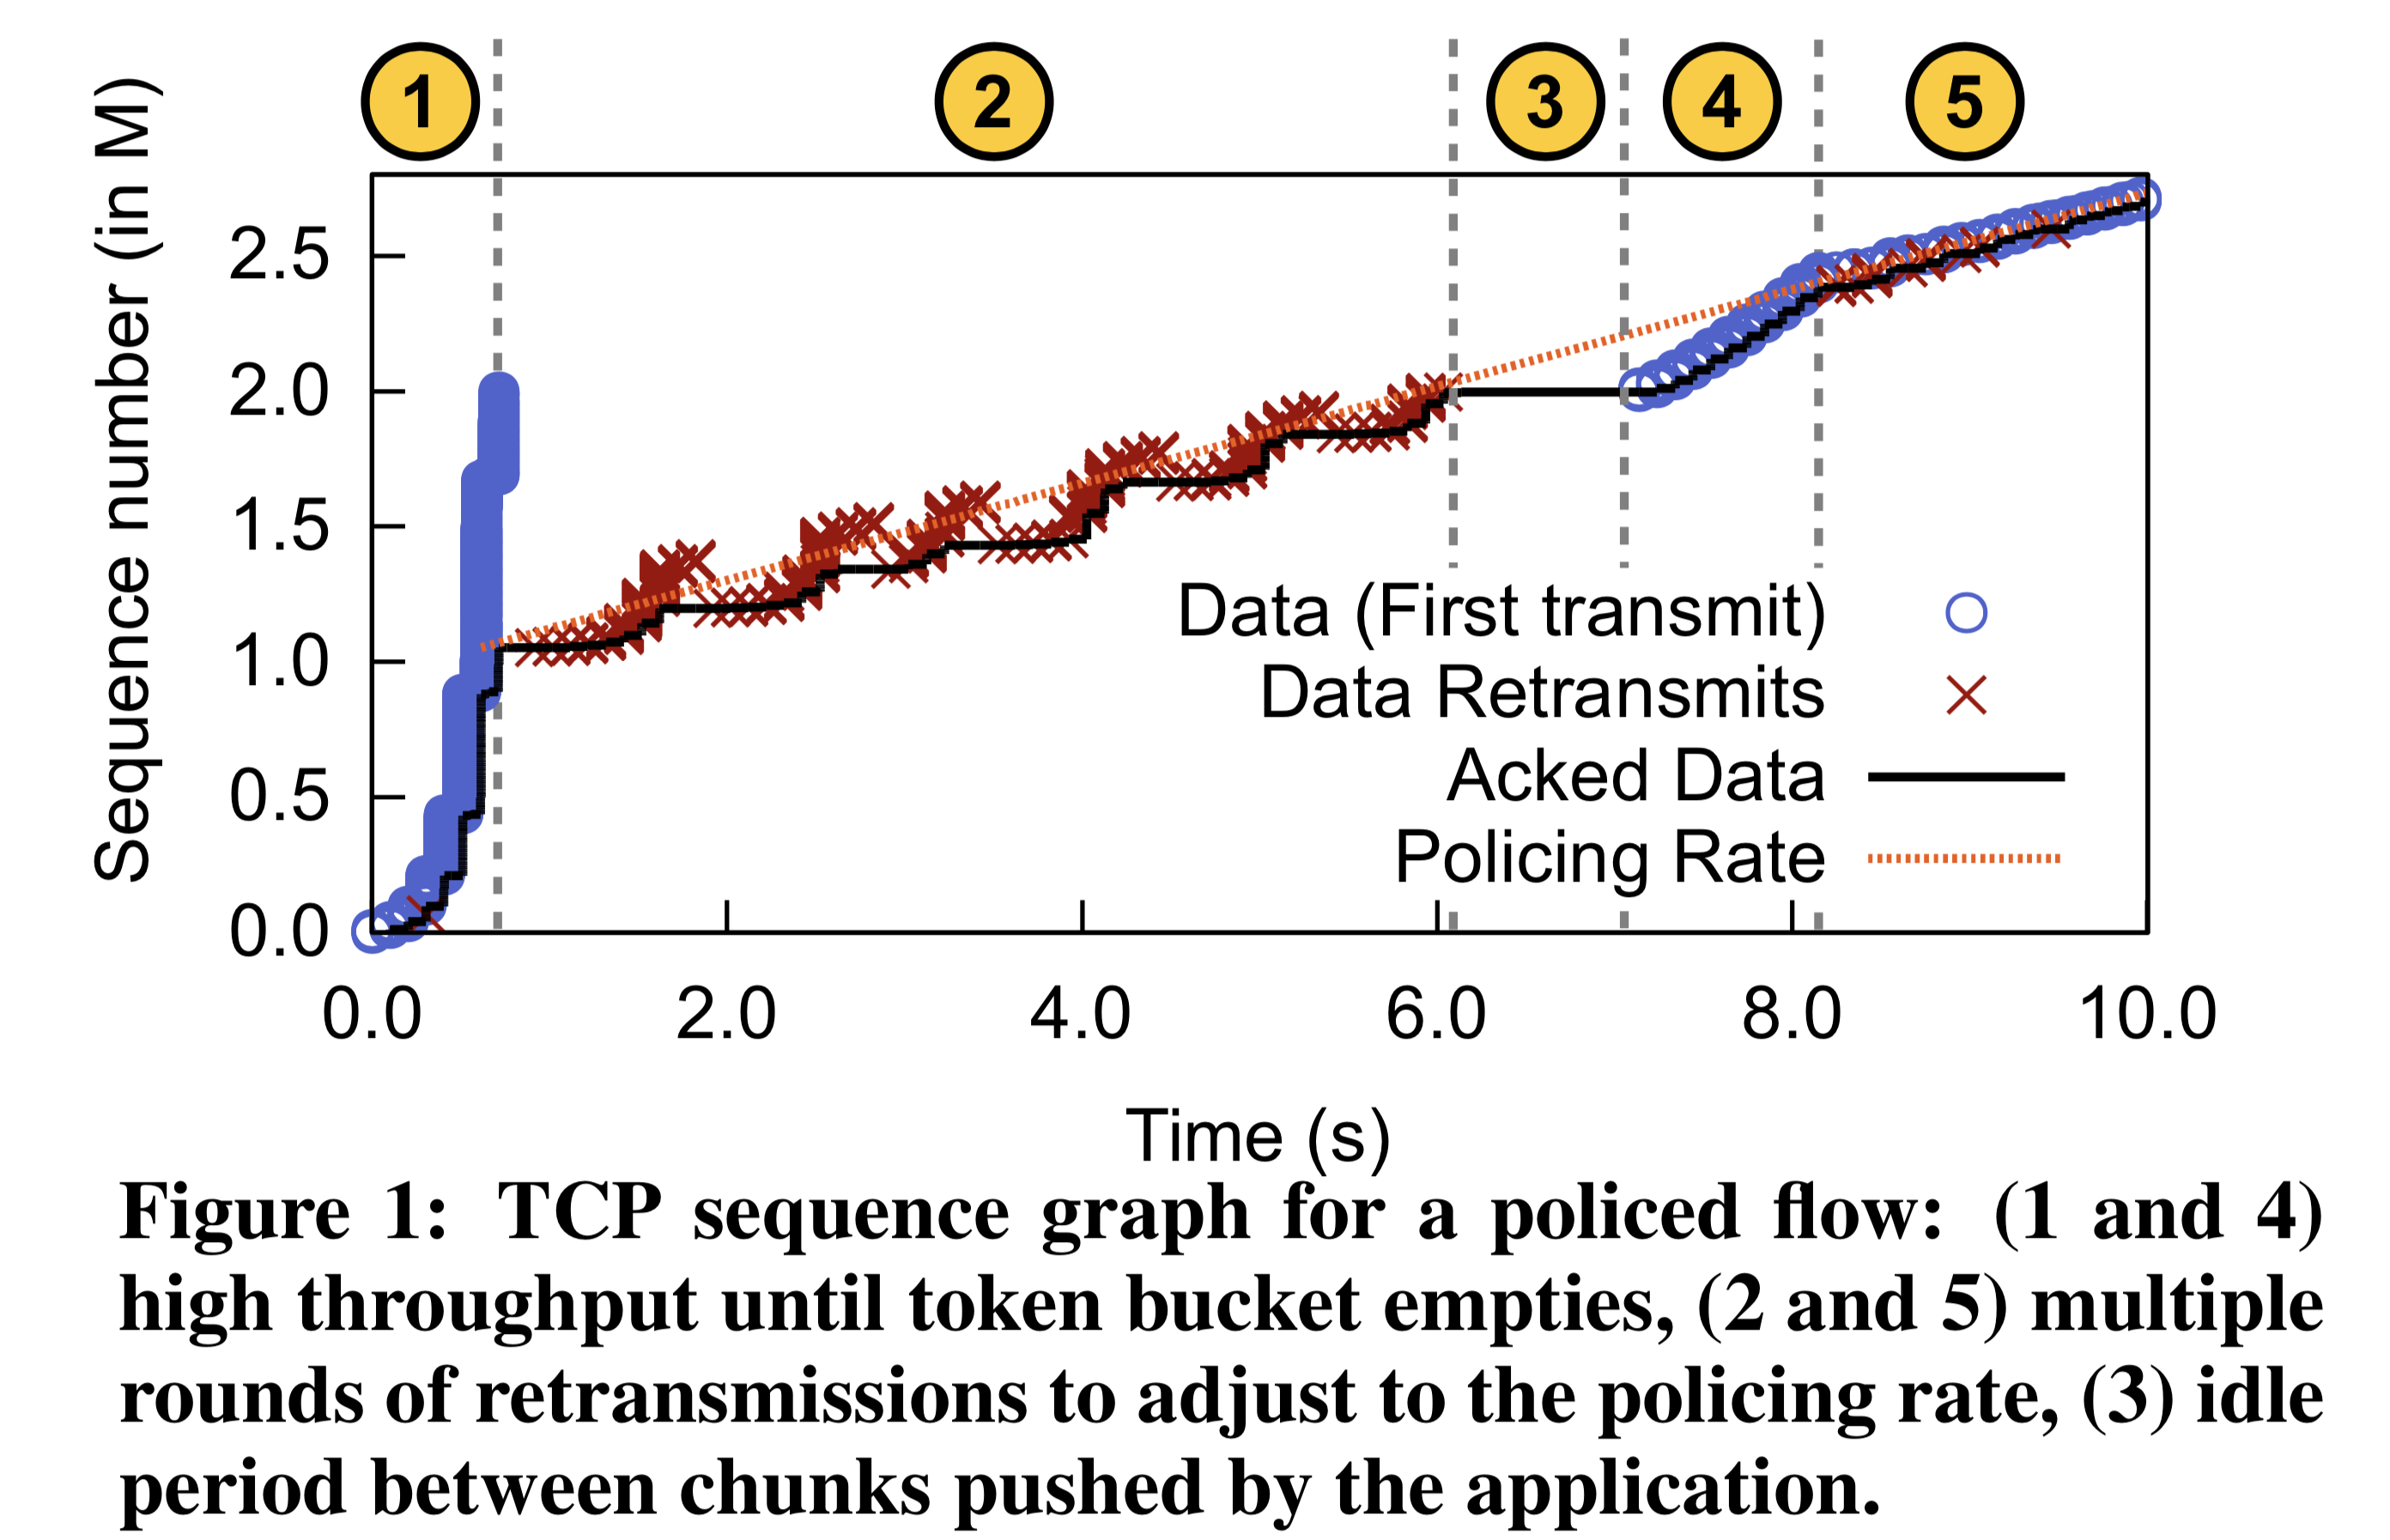 1 2 3 4 5
Sequence number (in M)
2.5
2.0
1.5
1.0
0.5
0.0
Data (First transmit)
Data Retransmits
Acked Data
Policing Rate
0.0 2.0 4.0 6.0 8.0 10.0
Time (s)
Figure 1: TCP sequence graph for a policed flow: (1 and 4)
high throughput until token bucket empties, (2 and 5) multiple
rounds of retransmissions to adjust to the policing rate, (3) idle
period between chunks pushed by the application.